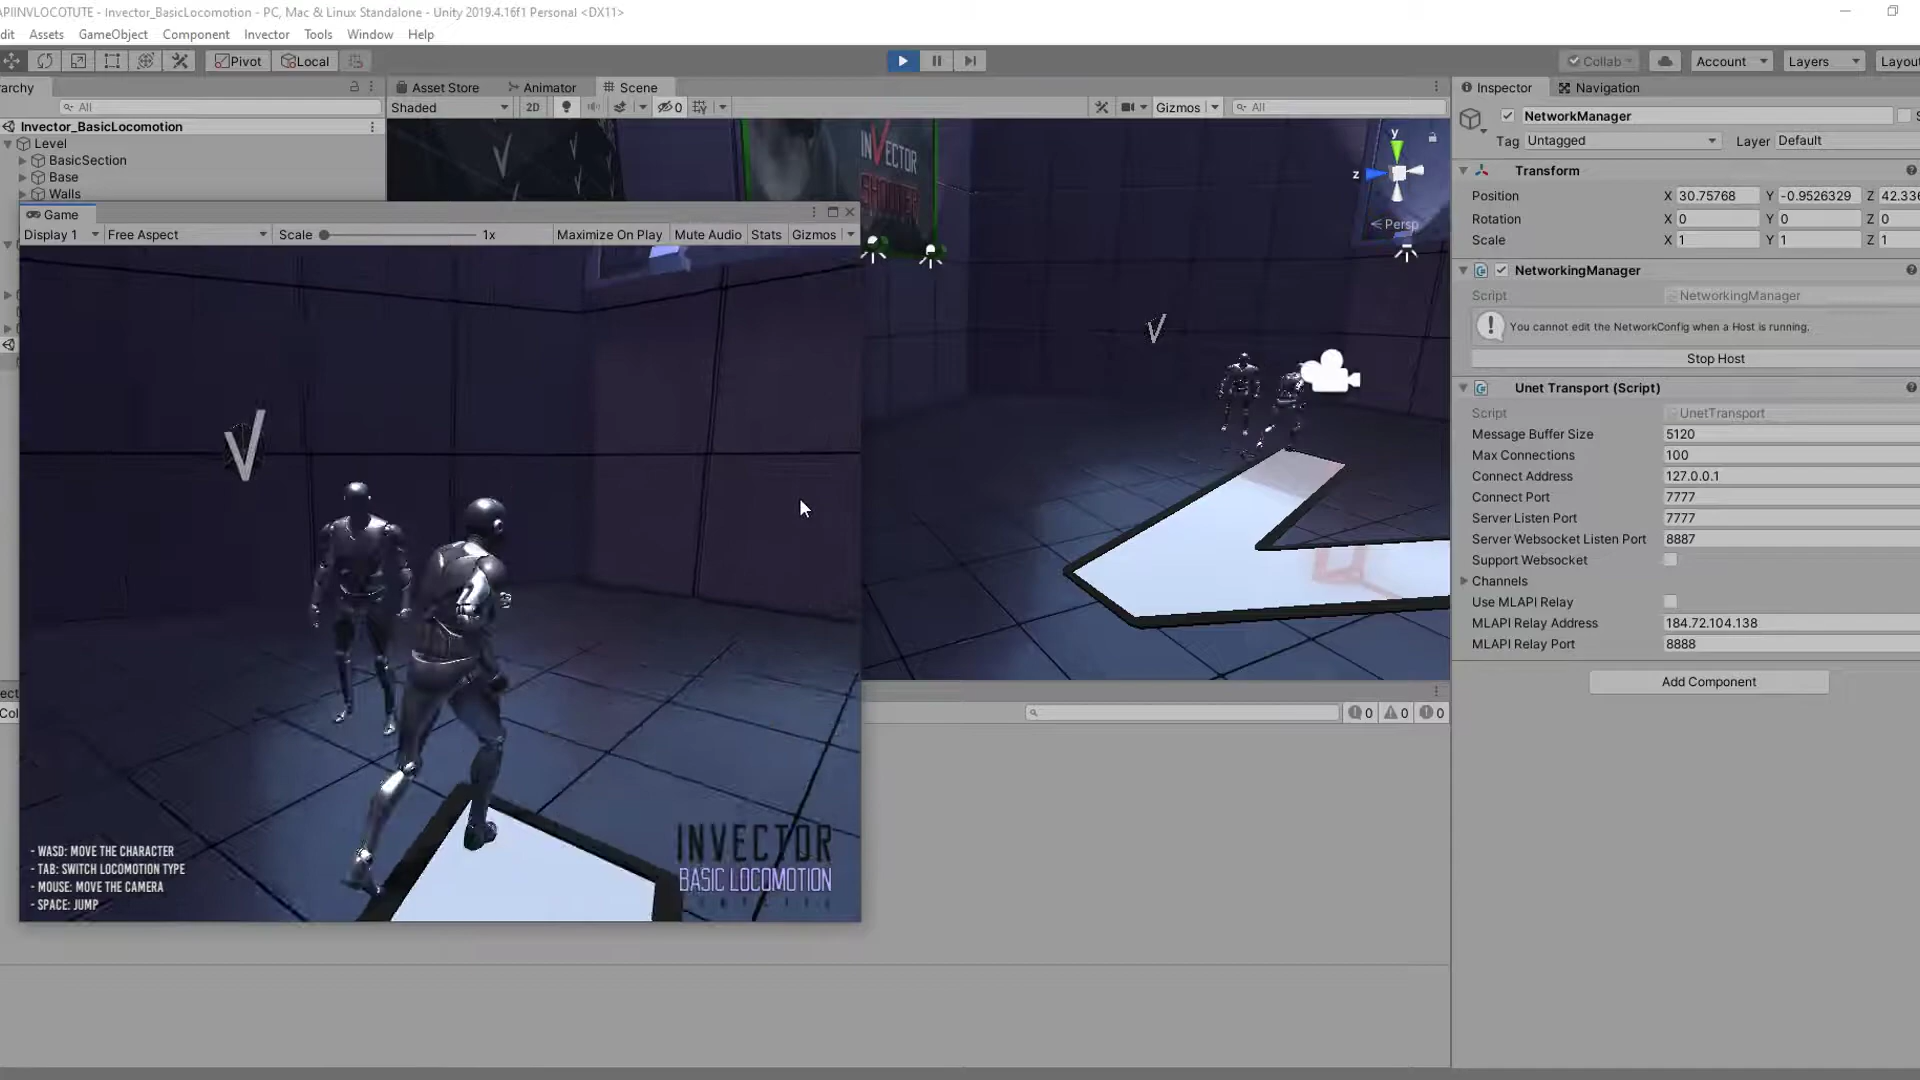 APIINVLOCOTUTE - Invector_BasicLocomotion - PC, Mac & Linux Standalone - Unity 2019.4.16f1 Personal <DX11>
dit Assets GameObject Component Invector Tools Window Help
Pivot Local Collab Account Layers Layou
rarchy Asset Store Animator Scene Inspector Navigation
All Shaded 2D 0 Gizmos All
NetworkManager
Invector_BasicLocomotion
Tag Untagged Layer Default
Level
BasicSection
Base
Walls
INVECTOR
SHOOTER
y
z
Persp
Transform
Position X 30.75768 Y -0.9526329 Z 42.336
Rotation X 0 Y 0 Z 0
Scale X 1 Y 1 Z 1
Game
Display 1 Free Aspect Scale 1x Maximize On Play Mute Audio Stats Gizmos
NetworkingManager
Script NetworkingManager
You cannot edit the NetworkConfig when a Host is running.
Stop Host
Unet Transport (Script)
Script UnetTransport
Message Buffer Size 5120
Max Connections 100
Connect Address 127.0.0.1
Connect Port 7777
Server Listen Port 7777
Server Websocket Listen Port 8887
Support Websocket
Channels
Use MLAPI Relay
MLAPI Relay Address 184.72.104.138
MLAPI Relay Port 8888
Add Component
ect
Col
0 0 0
- WASD: MOVE THE CHARACTER
- TAB: SWITCH LOCOMOTION TYPE
- MOUSE: MOVE THE CAMERA
- SPACE: JUMP
INVECTOR
BASIC LOCOMOTION